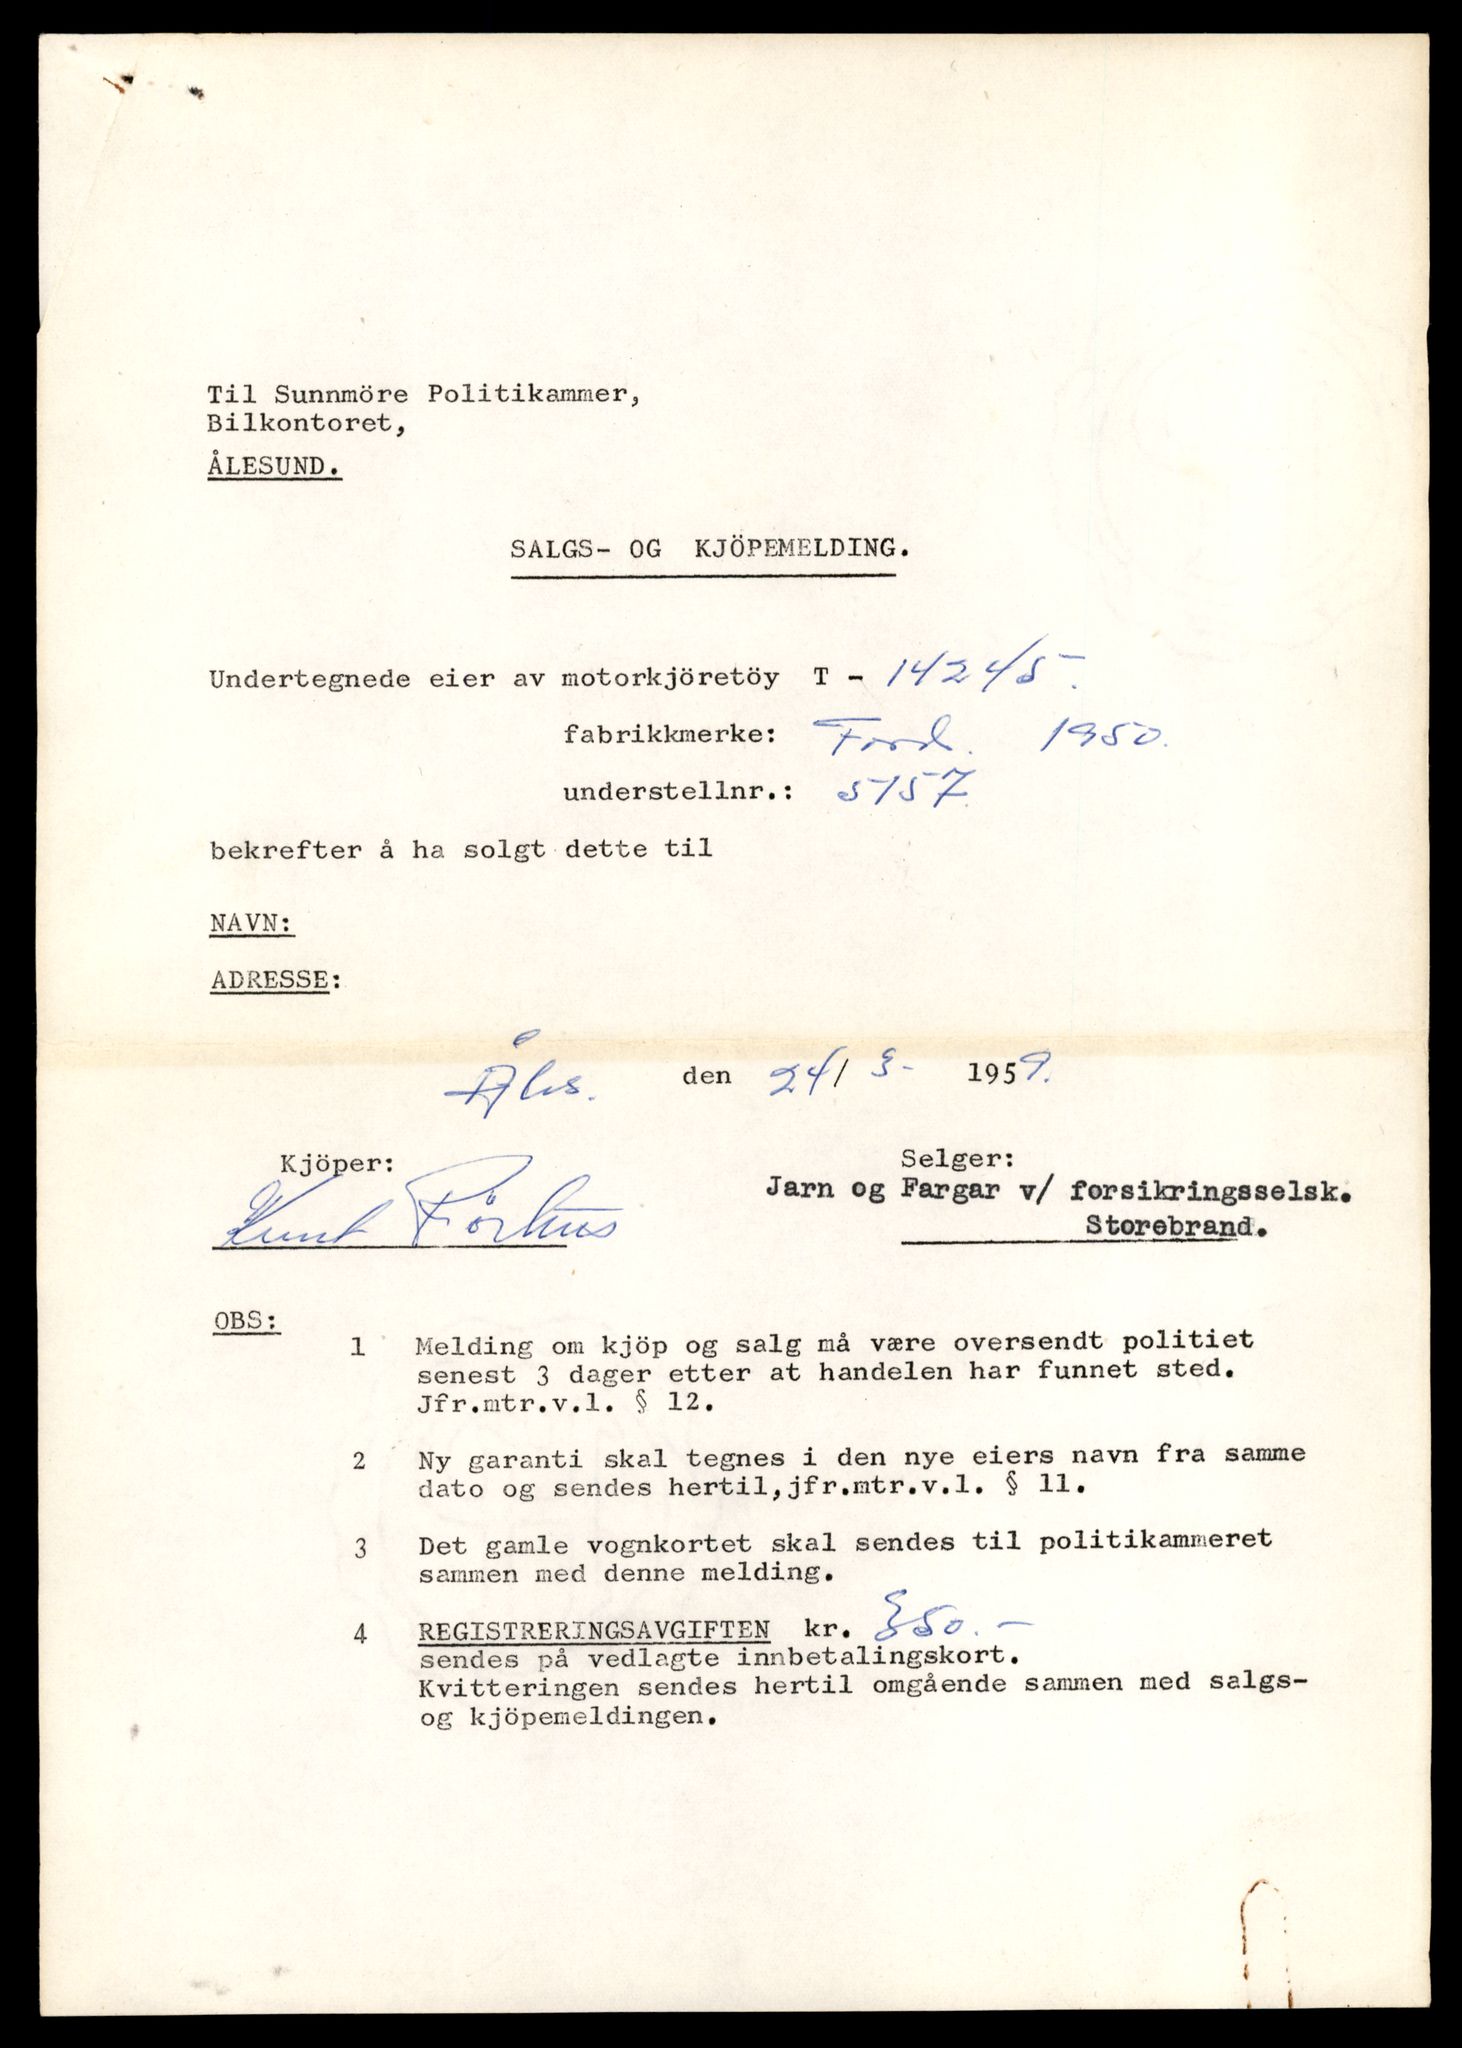 Til Sunnmöre Politikammer,
Bilkontoret,
ÅLESUND.
SALGS- OG KJÖPEMELDING.
Undertegnede eier av motorkjöretöy T - 14245.
fabrikkmerke: Ford. 1950.
understellnr.: 5157
bekrefter å ha solgt dette til
NAVN:
ADRESSE:
Åles. den 24/3- 1959.
Kjöper:
Knut Förhus
Selger:
Jarn og Fargar v/ forsikringsselsk.
Storebrand.
OBS:
1 Melding om kjöp og salg må være oversendt politiet
senest 3 dager etter at handelen har funnet sted.
Jfr.mtr.v.l. § 12.
2 Ny garanti skal tegnes i den nye eiers navn fra samme
dato og sendes hertil,jfr.mtr.v.l. § 11.
3 Det gamle vognkortet skal sendes til politikammeret
sammen med denne melding.
4 REGISTRERINGSAVGIFTEN kr. 350.-
sendes på vedlagte innbetalingskort.
Kvitteringen sendes hertil omgående sammen med salgs-
og kjöpemeldingen.